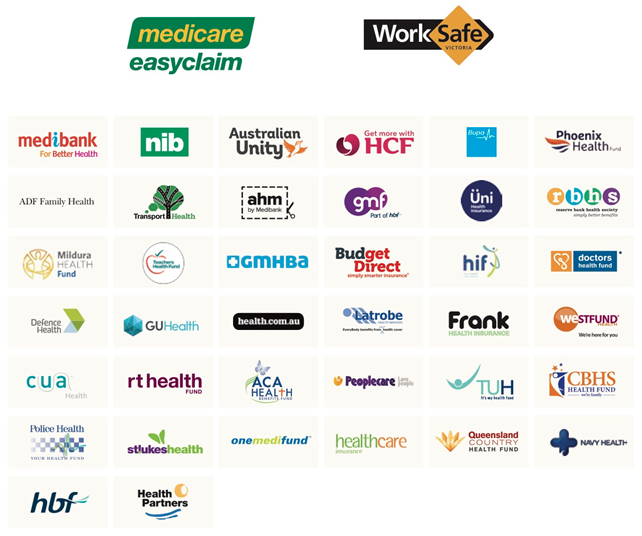 medicare
easyclaim
WorkSafe
VICTORIA
medibank
For Better Health
nib
Australian
Unity
Get more with
HCF
Bupa
Phoenix
Health Fund
ADF Family Health
Transport Health
ahm
by Medibank
gmf
Part of hbf
Üni
Health
Insurance
rbhs
reserve bank health society
simply better benefits
Mildura
HEALTH
Fund
Teachers
Health Fund
GMHBA
Budget
Direct
simply smarter insurance
hif
doctors
health fund
Defence
Health
GUHealth
health.com.au
Latrobe
HEALTH SERVICES
Everybody benefits from health cover
Frank
HEALTH INSURANCE
WESTFUND
HEALTH
We're here for you
cua
Health
rt health
FUND
ACA
HEALTH
BENEFITS FUND
Peoplecare
TUH
It's my health fund
CBHS
HEALTH FUND
we're family
Police Health
YOUR HEALTH FUND
stlukeshealth
onemedifund
healthcare
insurance
Queensland
COUNTRY
HEALTH FUND
NAVY HEALTH
hbf
Health
Partners